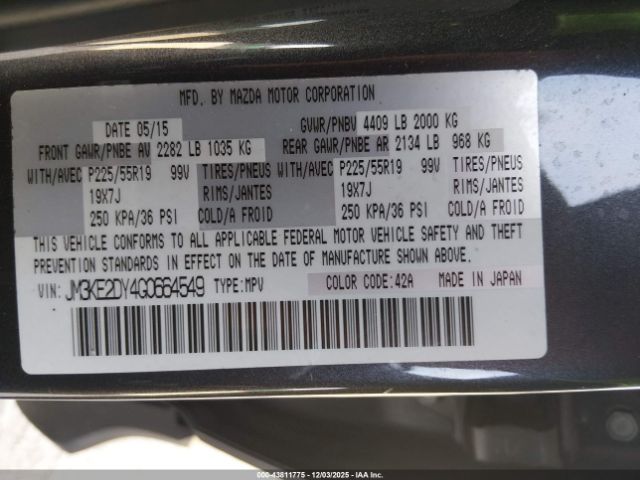 MFD. BY MAZDA MOTOR CORPORATION
DATE 05/15 GVWR/PNBV 4409 LB 2000 KG
FRONT GAWR/PNBE AV 2282 LB 1035 KG REAR GAWR/PNBE AR 2134 LB 968 KG
WITH/AVEC P225/55R19 99V TIRES/PNEUS WITH/AVEC P225/55R19 99V TIRES/PNEUS
19X7J RIMS/JANTES 19X7J RIMS/JANTES
250 KPA/36 PSI COLD/A FROID 250 KPA/36 PSI COLD/A FROID
THIS VEHICLE CONFORMS TO ALL APPLICABLE FEDERAL MOTOR VEHICLE SAFETY AND THEFT
PREVENTION STANDARDS IN EFFECT ON THE DATE OF MANUFACTURE SHOWN ABOVE.
VIN: JM3KE2DY4G0664549 TYPE:MPV COLOR CODE:42A MADE IN JAPAN
000-43811775 - 12/03/2025 - IAA Inc.